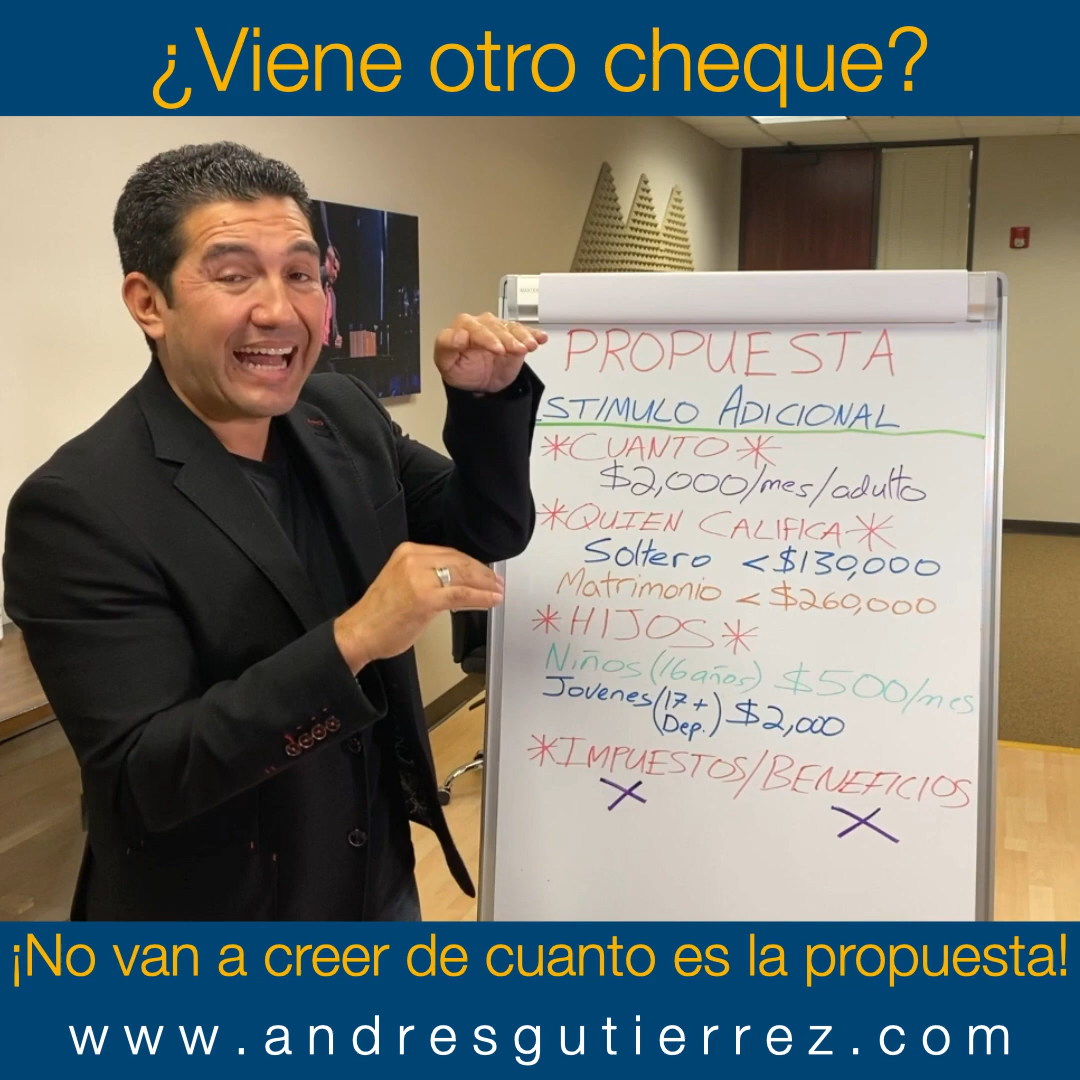 ¿Viene otro cheque?
PROPUESTA
ESTIMULO ADICIONAL
*CUANTO*
$2,000/mes/adulto
*QUIEN CALIFICA*
Soltero <$130,000
Matrimonio <$260,000
*HIJOS*
Niños (16 años) $500/mes
Jovenes (17+ Dep.) $2,000
*IMPUESTOS/BENEFICIOS
X X
¡No van a creer de cuanto es la propuesta!
www.andresgutierrez.com